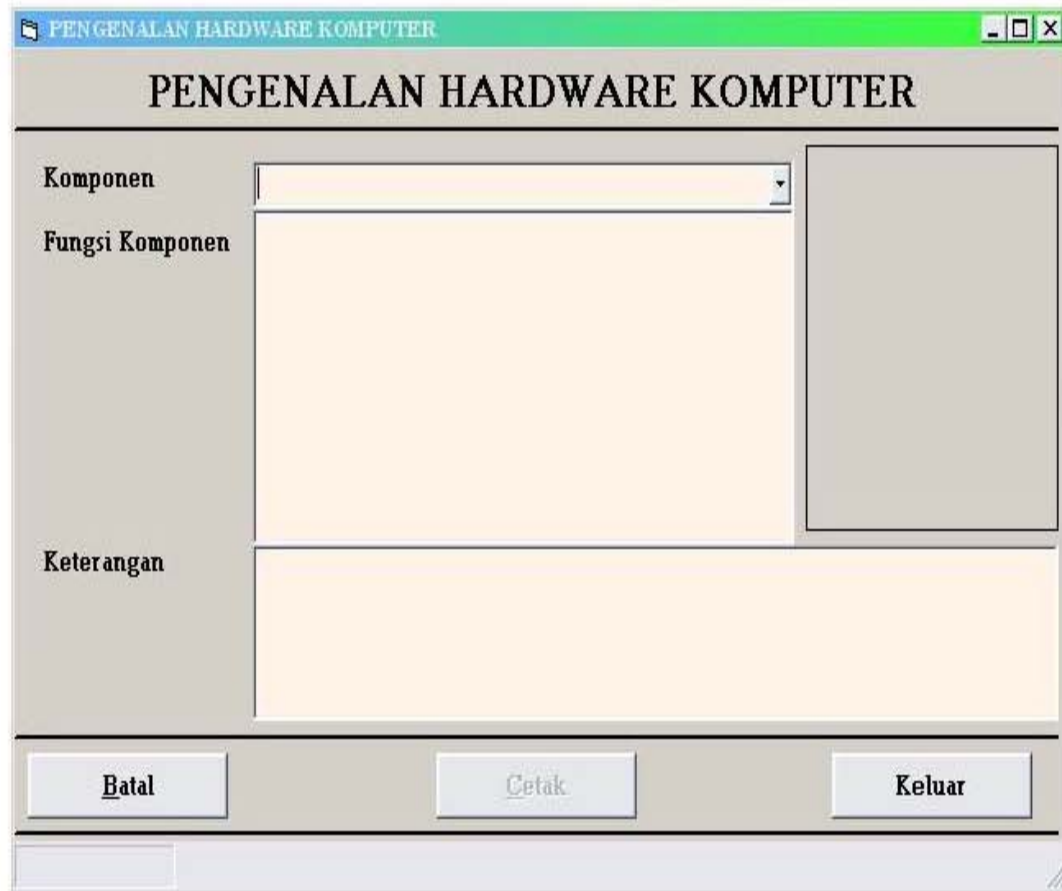 PENGENALAN HARDWARE KOMPUTER
PENGENALAN HARDWARE KOMPUTER
Komponen
Fungsi Komponen
Keterangan
Batal
Cetak
Keluar